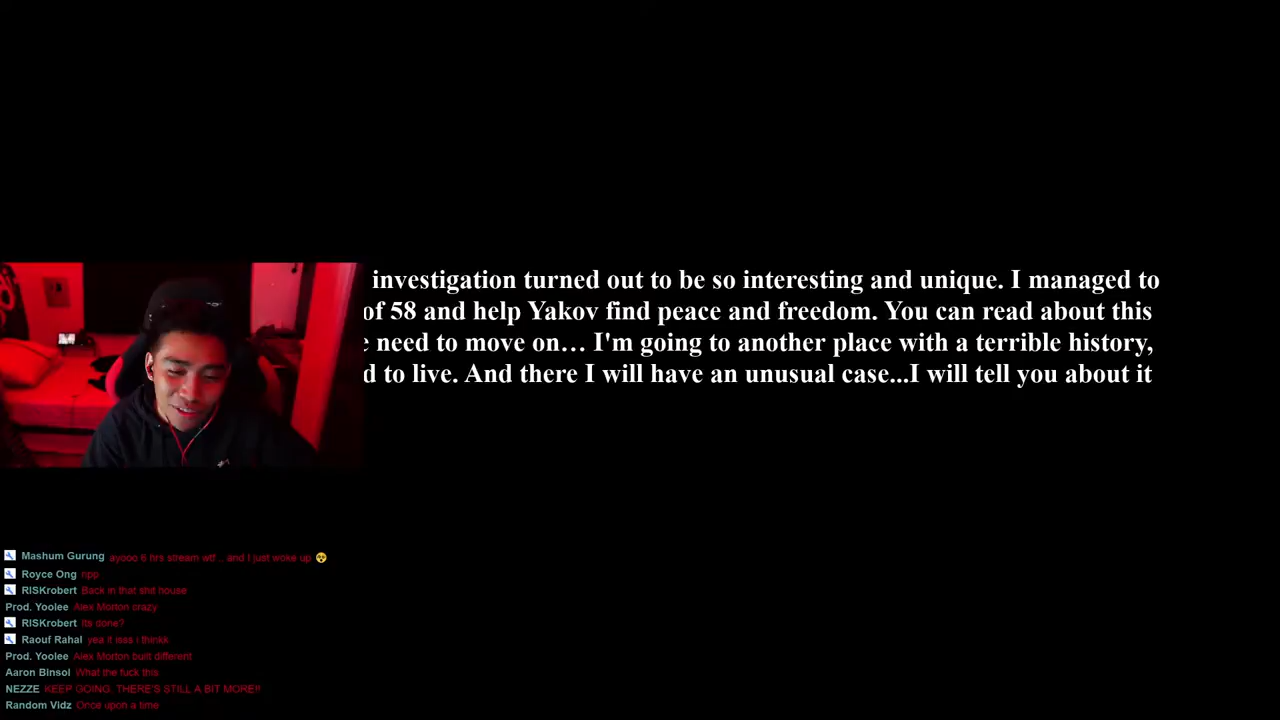 investigation turned out to be so interesting and unique. I managed to
of 58 and help Yakov find peace and freedom. You can read about this
need to move on… I'm going to another place with a terrible history,
to live. And there I will have an unusual case...I will tell you about it
Mashum Gurung ayooo 6 hrs stream wtf .. and I just woke up
Royce Ong npp
RISKrobert Back in that shit house
Prod. Yoolee Alex Morton crazy
RISKrobert Its done?
Raouf Rahal yea it isss i thinkk
Prod. Yoolee Alex Morton built different
Aaron Binsol What the fuck this
NEZZE KEEP GOING, THERE'S STILL A BIT MORE!!
Random Vidz Once upon a time